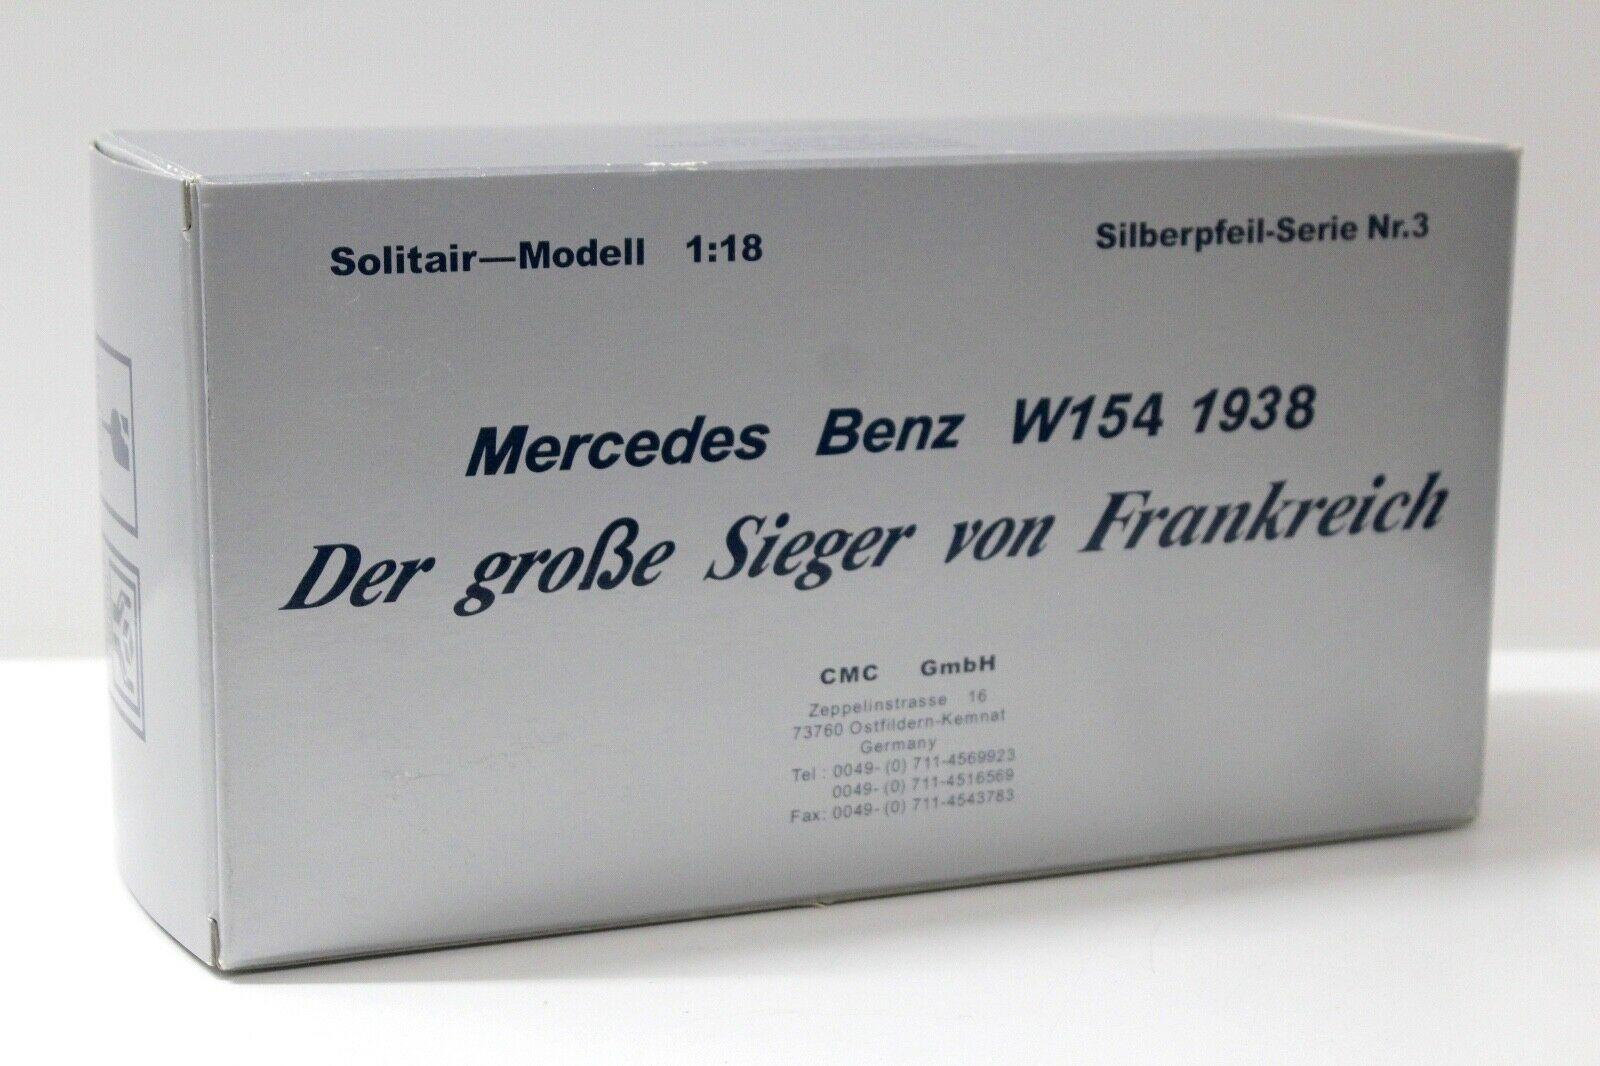 Solitair—Modell 1:18
Silberpfeil-Serie Nr.3
Mercedes Benz W154 1938
Der große Sieger von Frankreich
CMC GmbH
Zeppelinstrasse 16
73760 Ostfildern-Kemnat
Germany
Tel : 0049- (0) 711-4569923
0049- (0) 711-4516569
Fax: 0049- (0) 711-4543783